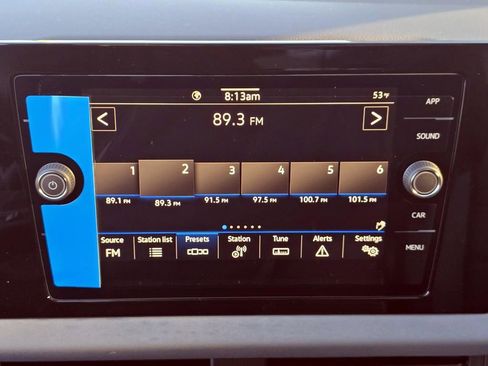 8:13am 53°F
APP
< 89.3 FM >
SOUND
1 2 3 4 5 6
89.1 FM 89.3 FM 91.5 FM 97.5 FM 100.7 FM 101.5 FM
CAR
Source Station list Presets Station Tune Alerts Settings
FM
MENU